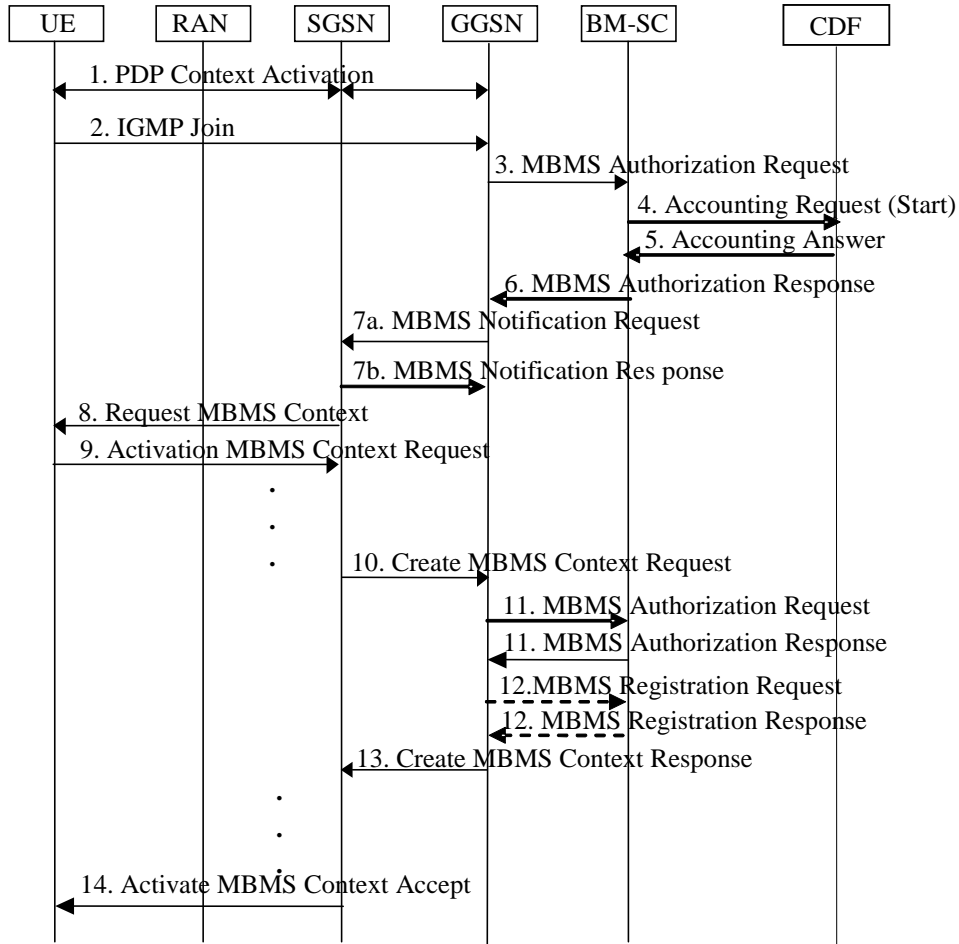 UE RAN SGSN GGSN BM-SC CDF
1. PDP Context Activation
2. IGMP Join
3. MBMS Authorization Request
4. Accounting Request (Start)
5. Accounting Answer
6. MBMS Authorization Response
7a. MBMS Notification Request
7b. MBMS Notification Res ponse
8. Request MBMS Context
9. Activation MBMS Context Request
10. Create MBMS Context Request
11. MBMS Authorization Request
11. MBMS Authorization Response
12.MBMS Registration Request
12. MBMS Registration Response
13. Create MBMS Context Response
14. Activate MBMS Context Accept